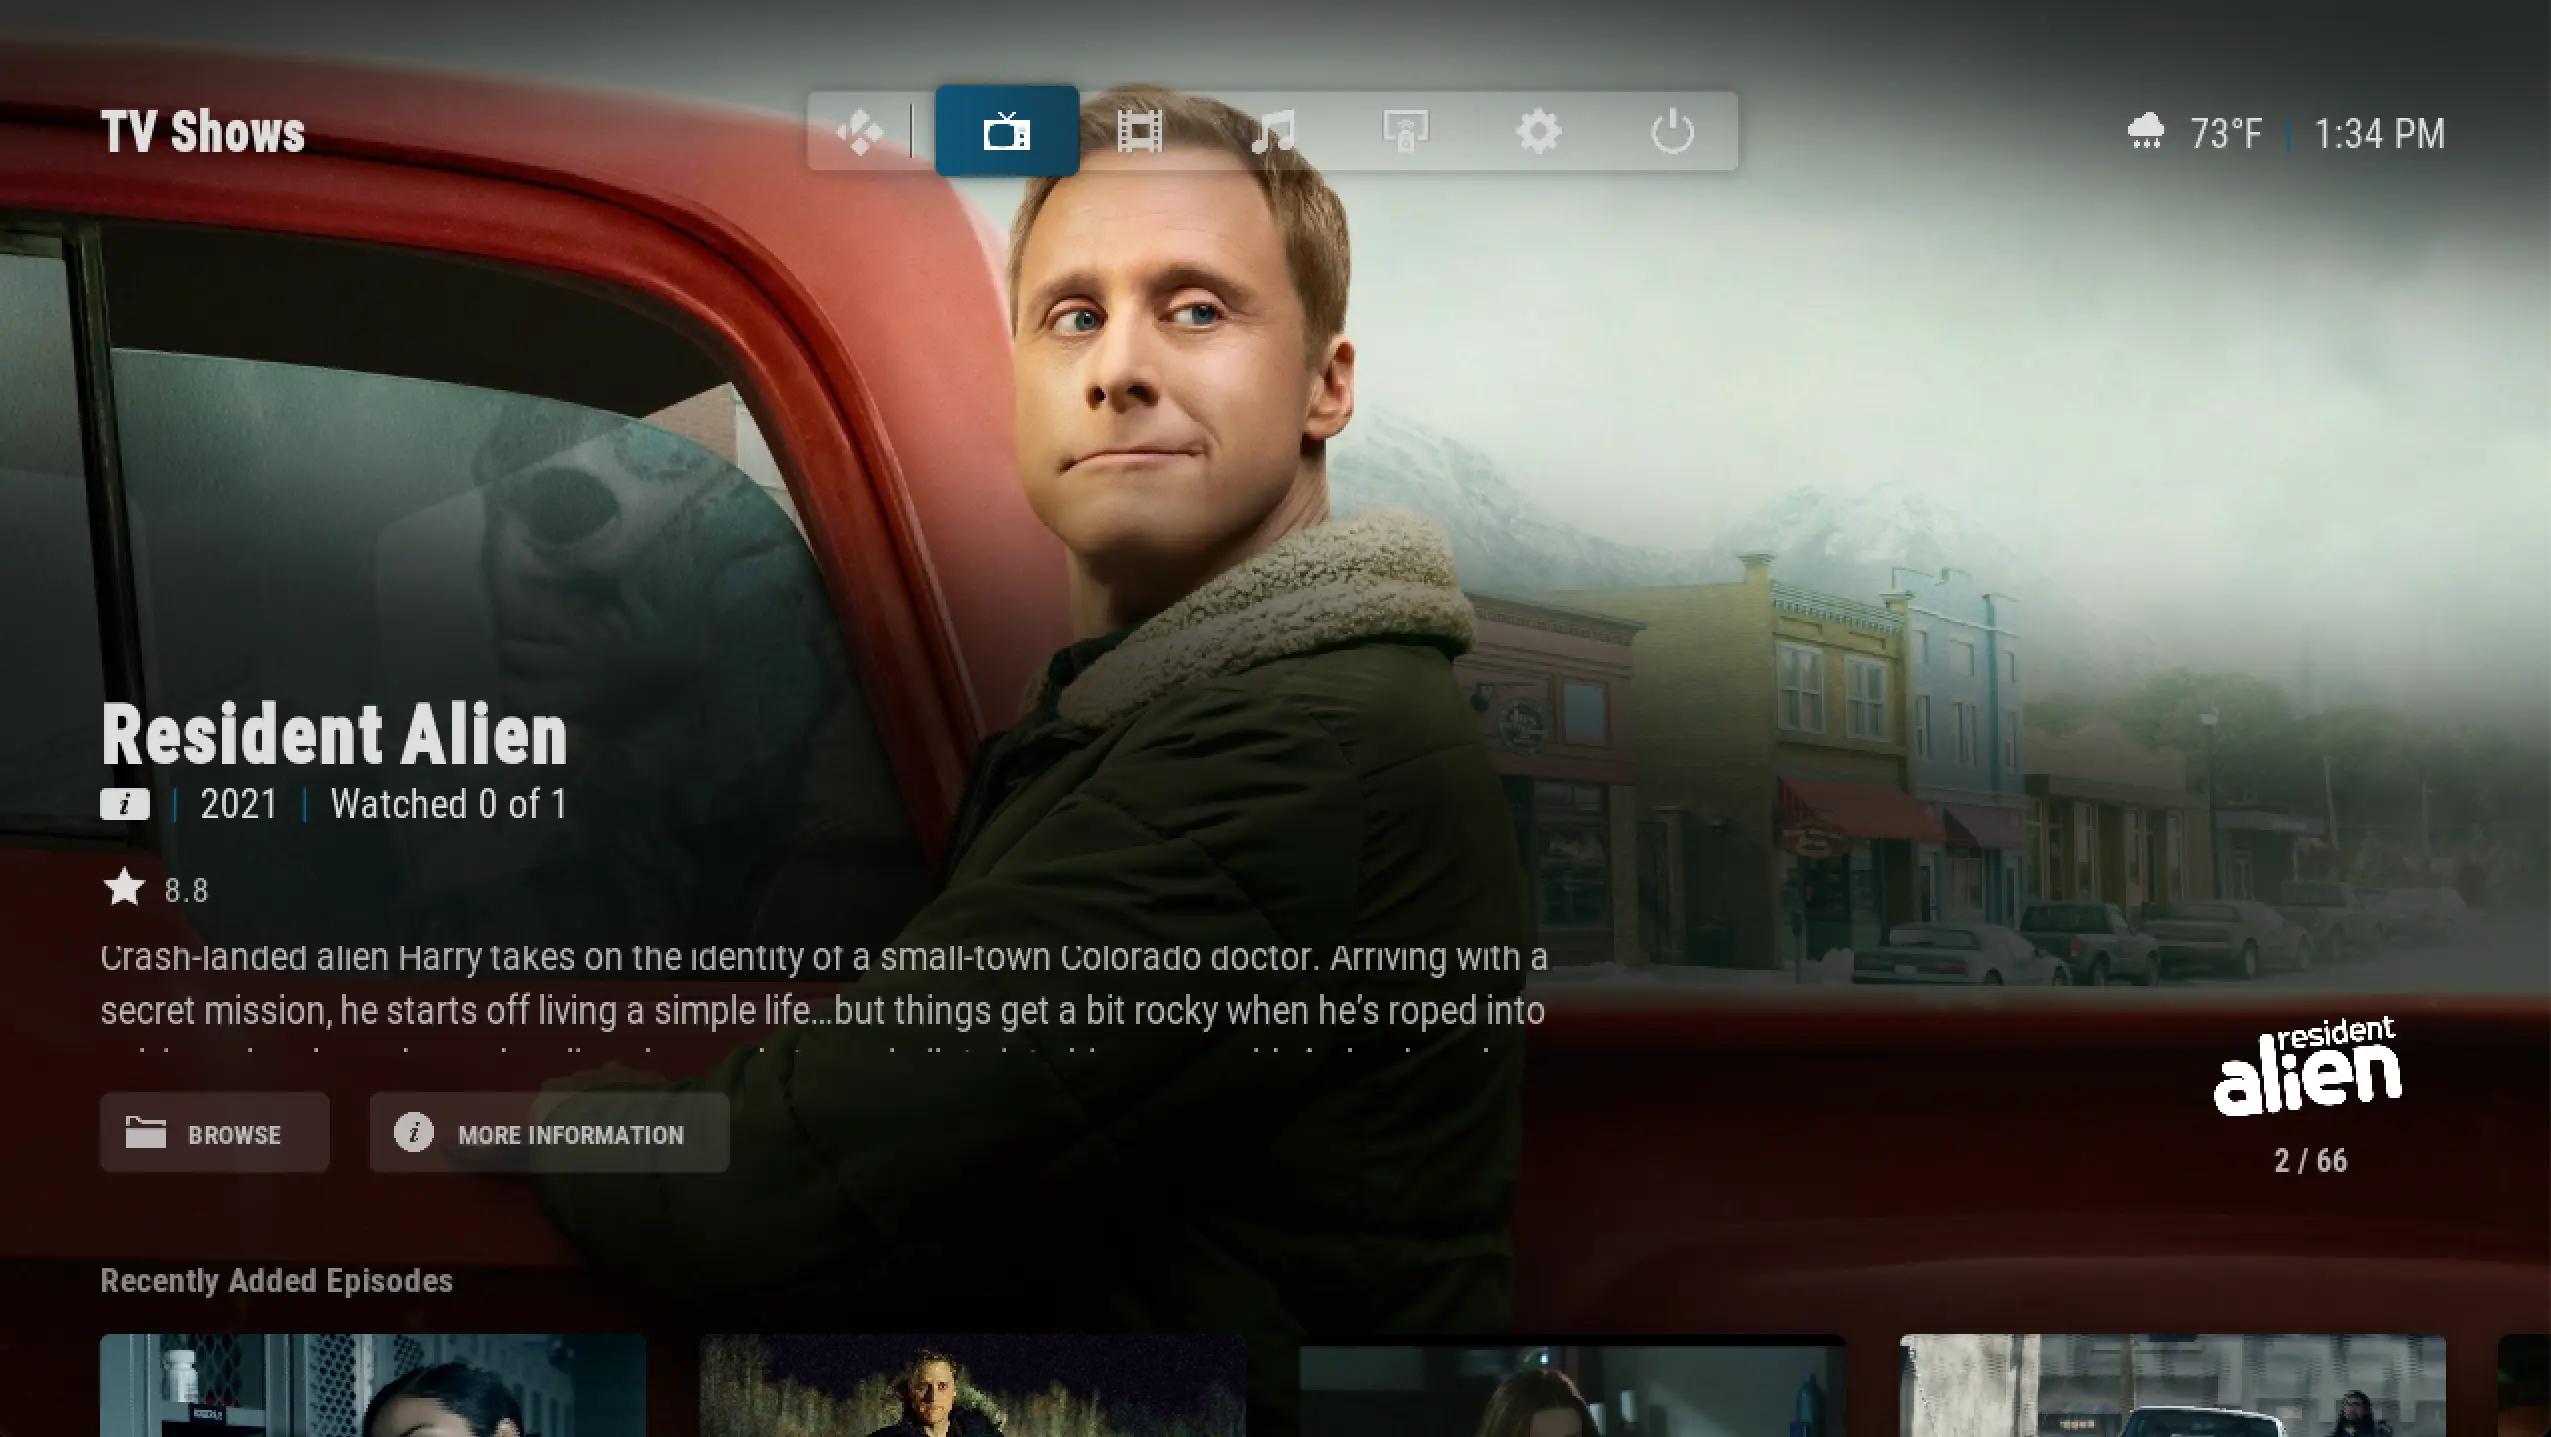 TV Shows
73°F | 1:34 PM
Resident Alien
i | 2021 | Watched 0 of 1
8.8
Crash-landed alien Harry takes on the identity of a small-town Colorado doctor. Arriving with a
secret mission, he starts off living a simple life…but things get a bit rocky when he’s roped into
BROWSE
i MORE INFORMATION
resident
alien
2 / 66
Recently Added Episodes